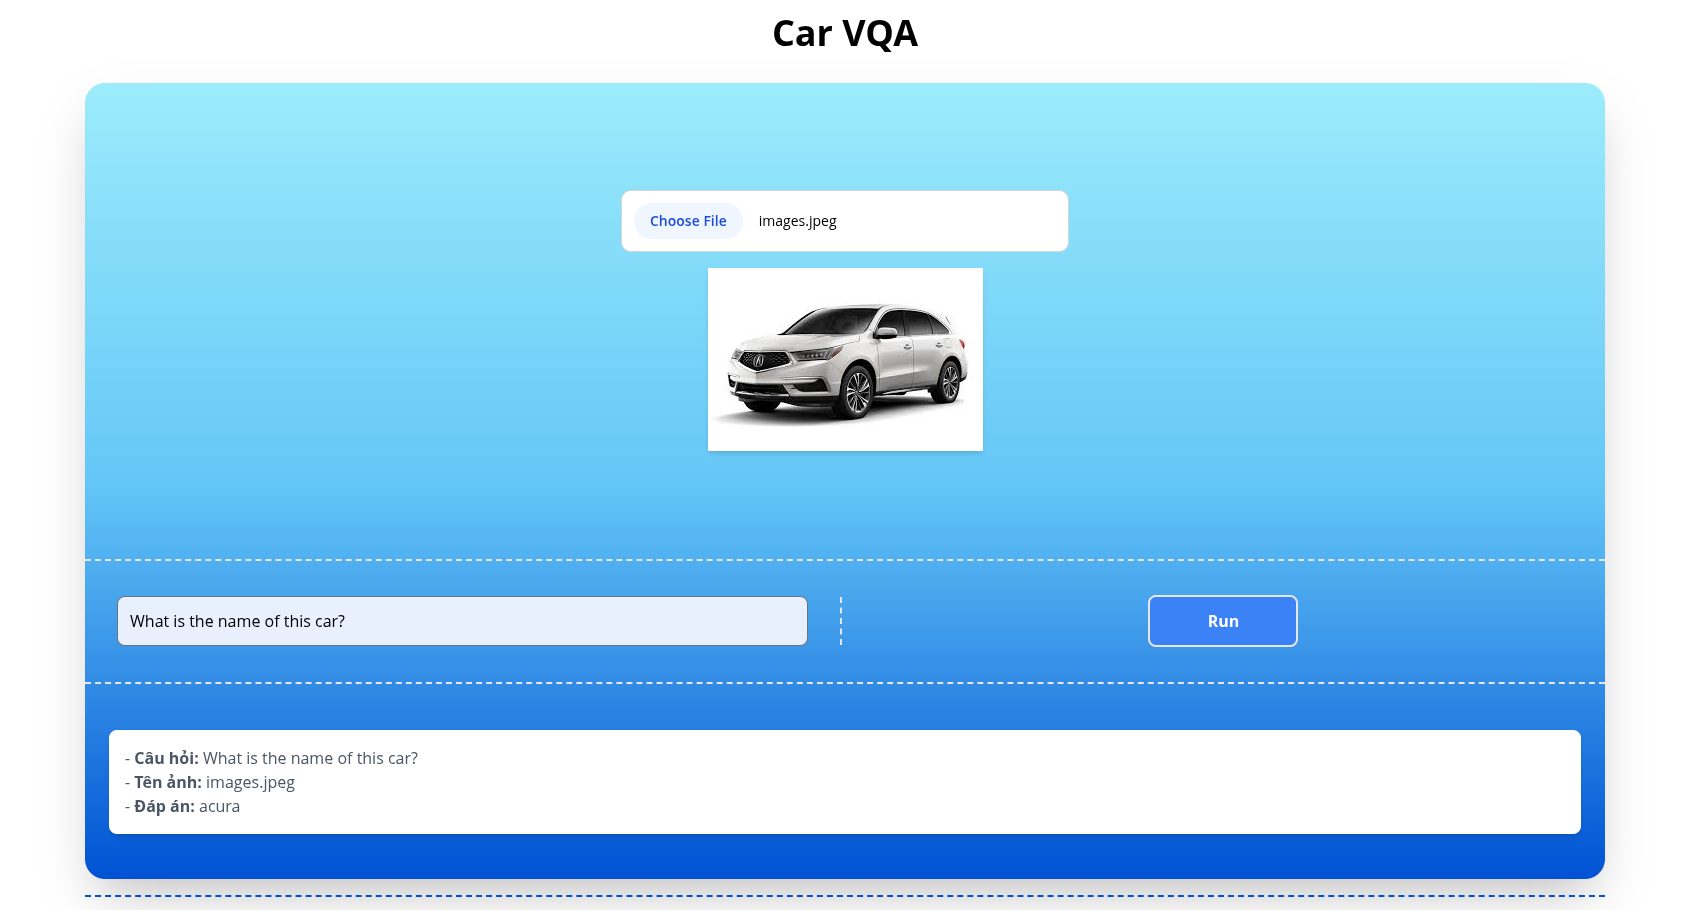 Car VQA
Choose File images.jpeg
What is the name of this car?
Run
- Câu hỏi: What is the name of this car?
- Tên ảnh: images.jpeg
- Đáp án: acura